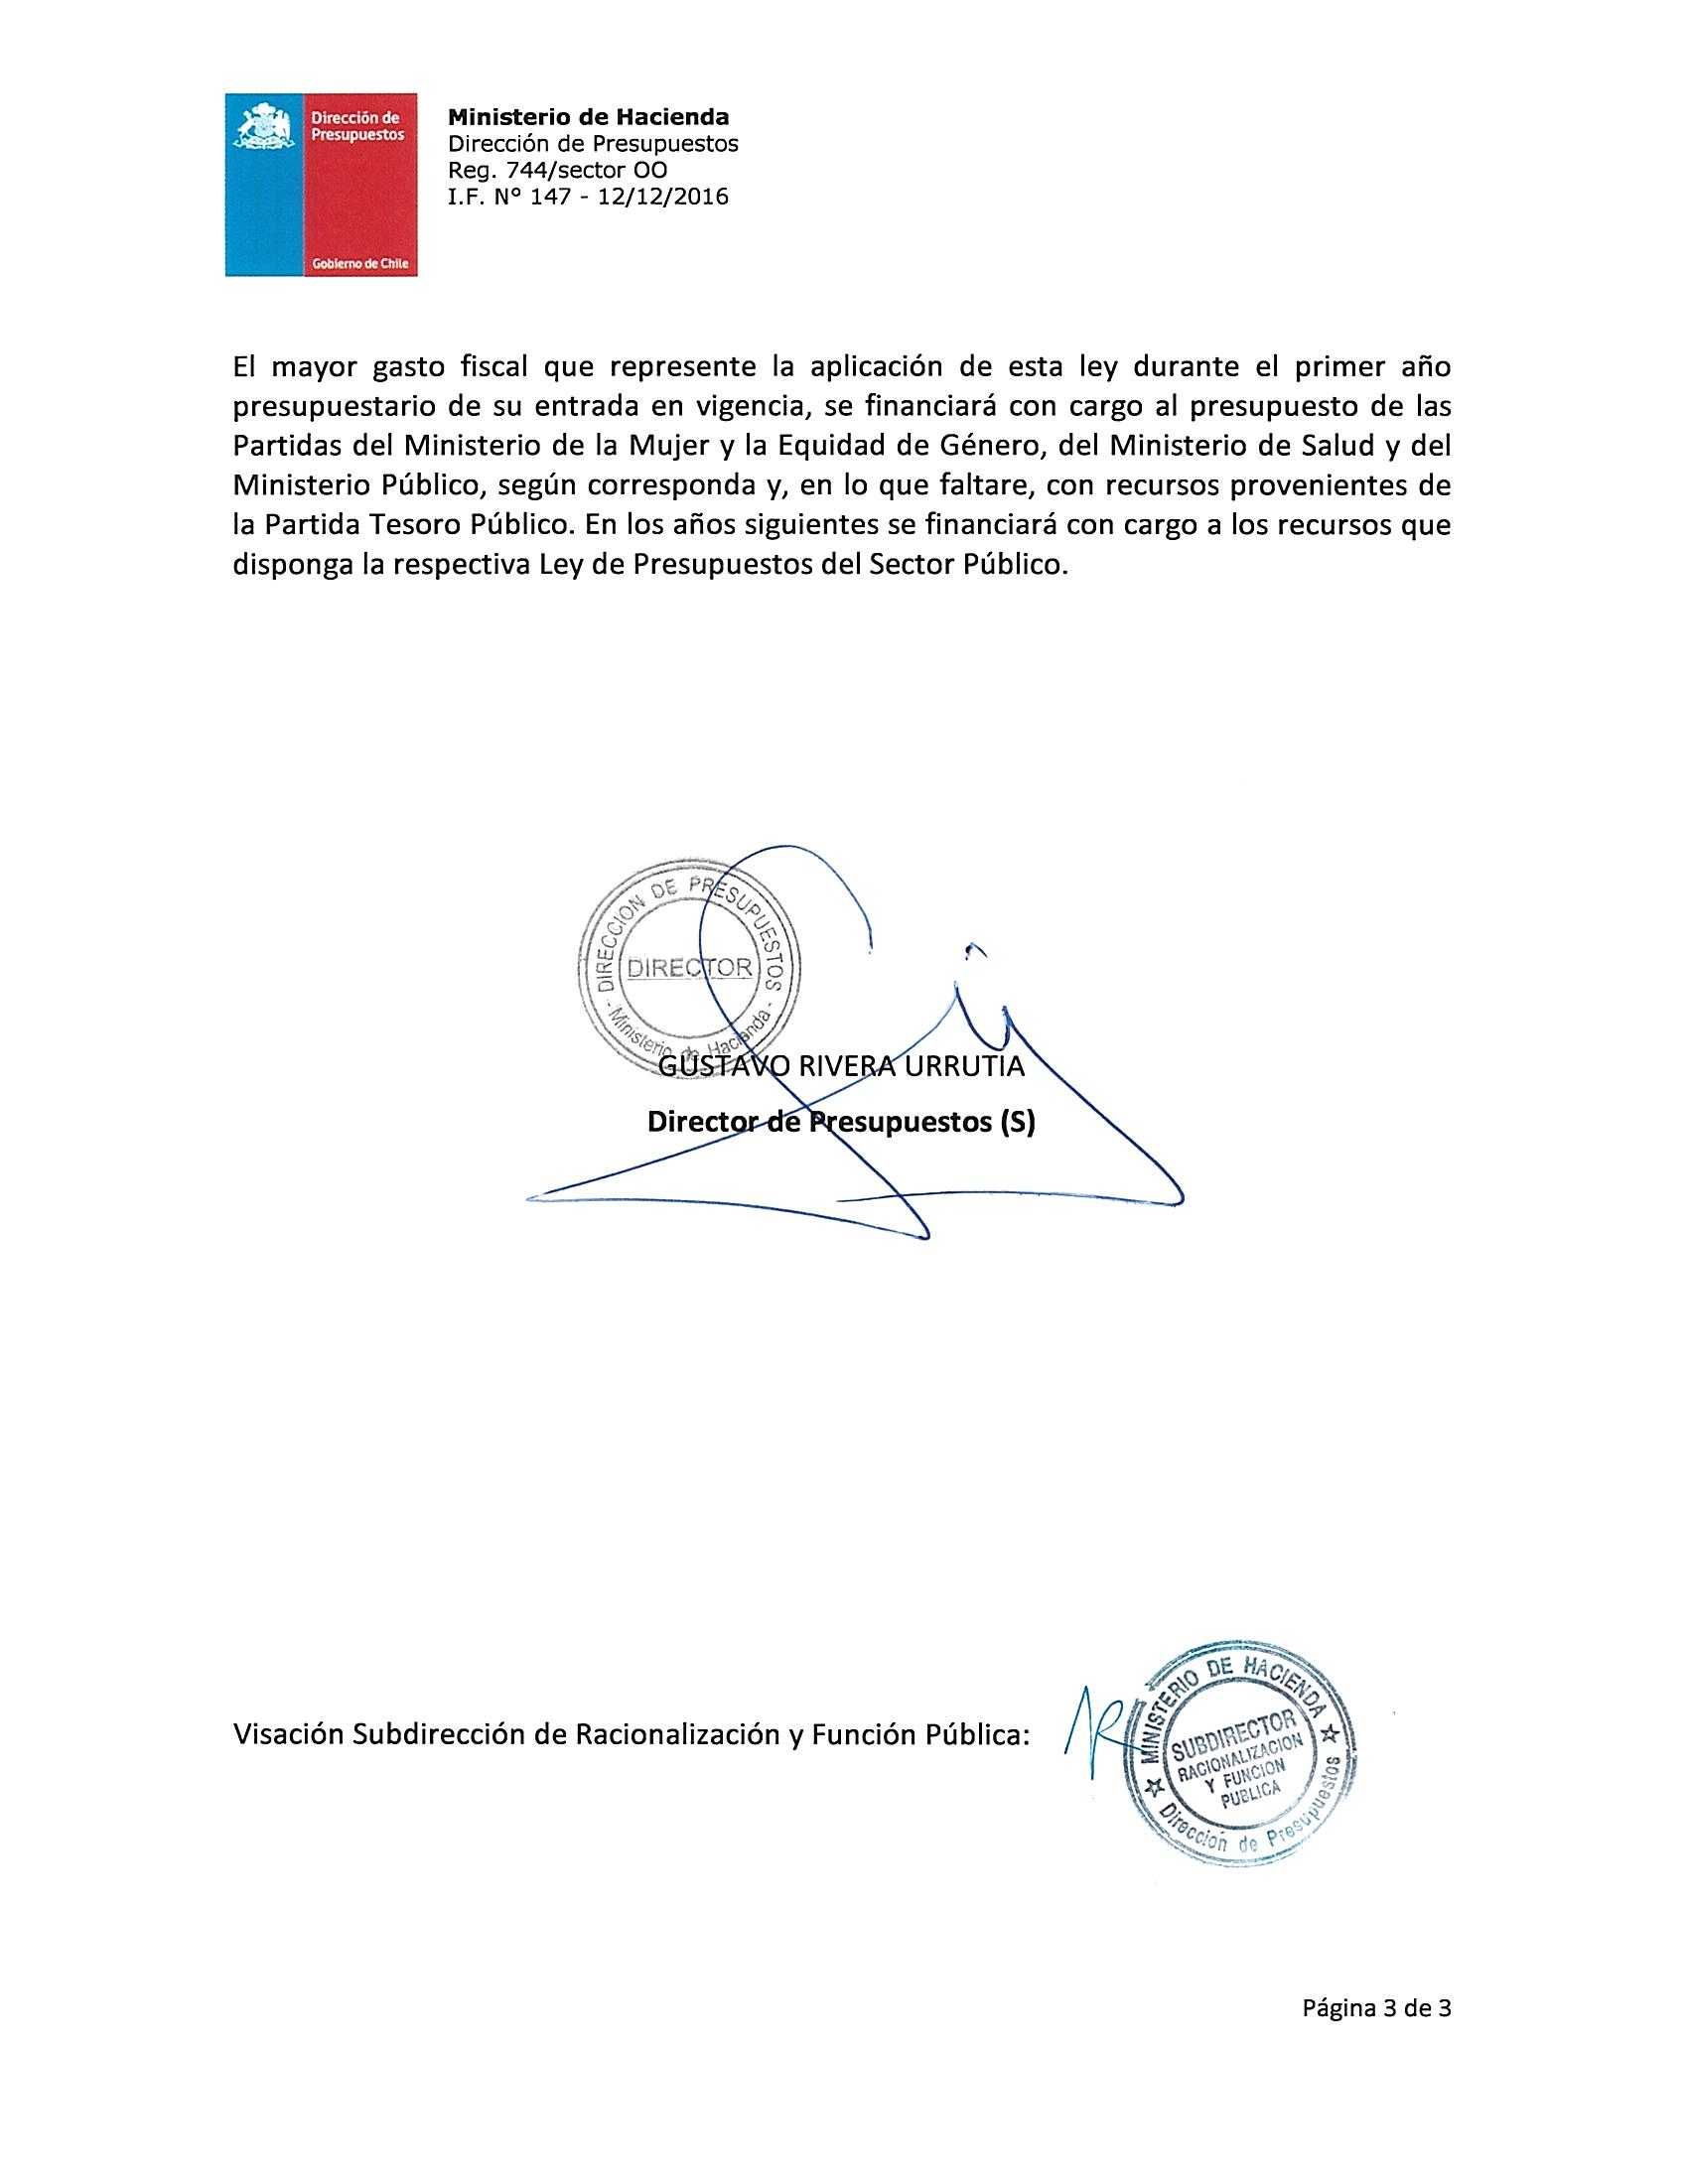 Dirección de
Presupuestos
Gobierno de Chile
Ministerio de Hacienda
Dirección de Presupuestos
Reg. 744/sector OO
I.F. N° 147 - 12/12/2016
El mayor gasto fiscal que represente la aplicación de esta ley durante el primer año
presupuestario de su entrada en vigencia, se financiará con cargo al presupuesto de las
Partidas del Ministerio de la Mujer y la Equidad de Género, del Ministerio de Salud y del
Ministerio Público, según corresponda y, en lo que faltare, con recursos provenientes de
la Partida Tesoro Público. En los años siguientes se financiará con cargo a los recursos que
disponga la respectiva Ley de Presupuestos del Sector Público.
DIRECCION DE PRESUPUESTOS
DIRECTOR
- Ministerio de Hacienda -
GUSTAVO RIVERA URRUTIA
Director de Presupuestos (S)
Visación Subdirección de Racionalización y Función Pública:
MINISTERIO DE HACIENDA
SUBDIRECTOR
RACIONALIZACION
Y FUNCION
PUBLICA
Dirección de Presupuestos
Página 3 de 3